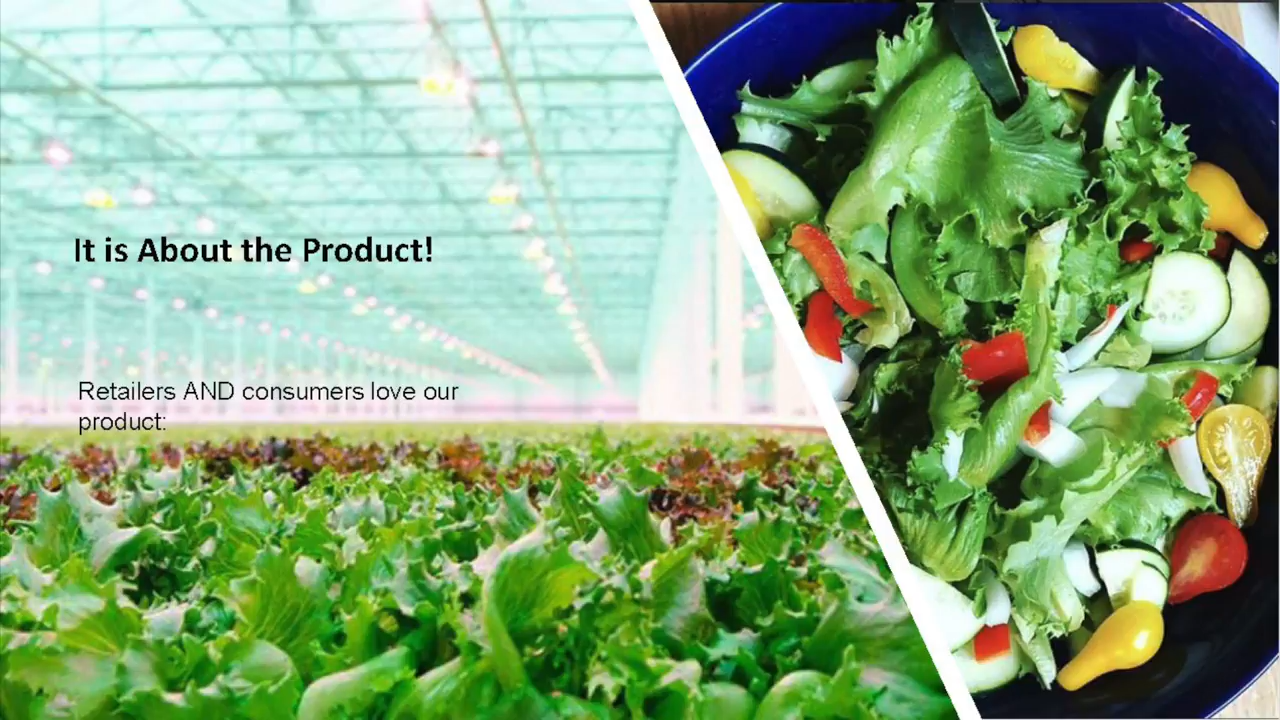 It is About the Product!
Retailers AND consumers love our
product: